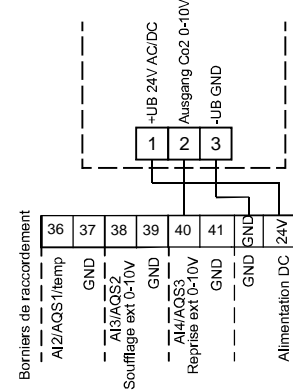 +UB 24V AC/DC
Ausgang Co2 0-10V
-UB GND
1 2 3
Borniers de raccordement
36 37 38 39 40 41 GND 24V
AI2/AQS1/temp
GND
AI3/AQS2
Soufflage ext 0-10V
GND
AI4/AQS3
Reprise ext 0-10V
GND
GND
Alimentation DC